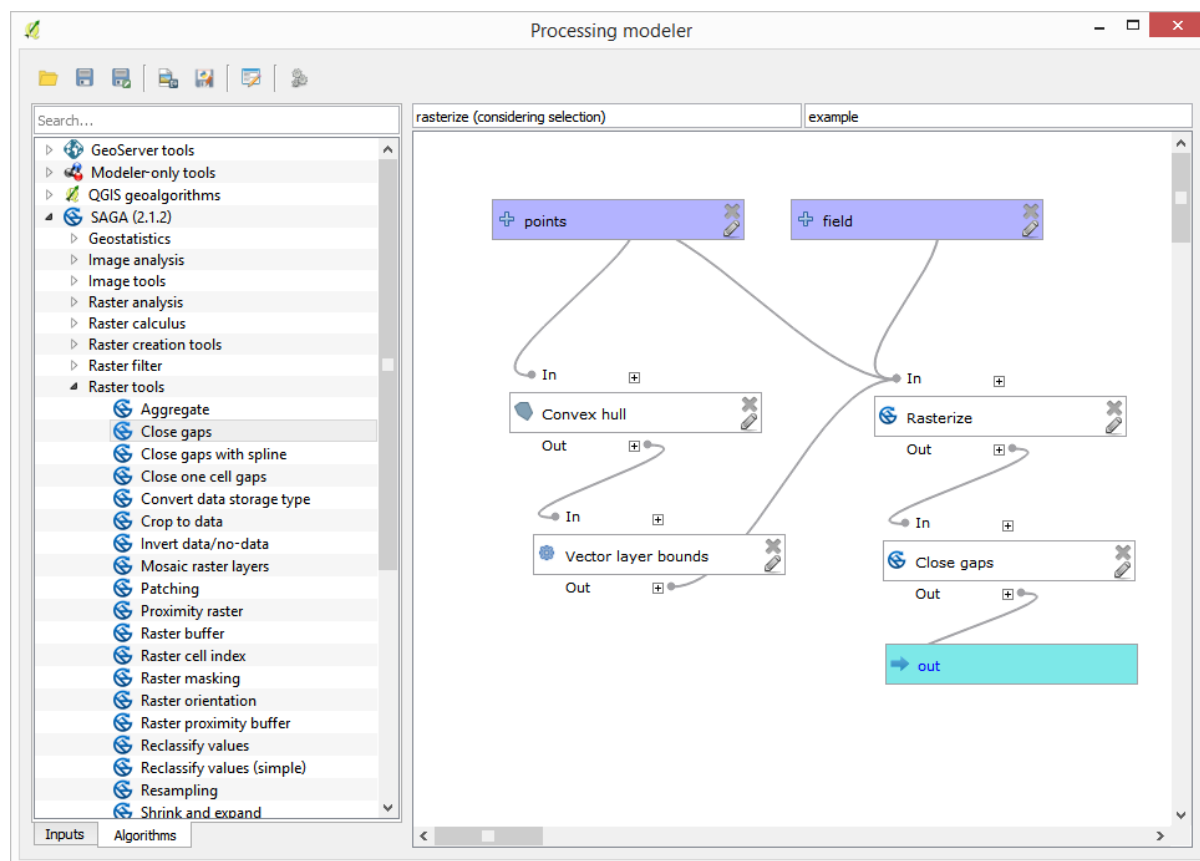 Processing modeler
Search...
rasterize (considering selection)
example
GeoServer tools
Modeler-only tools
QGIS geoalgorithms
SAGA (2.1.2)
Geostatistics
Image analysis
Image tools
Raster analysis
Raster calculus
Raster creation tools
Raster filter
Raster tools
Aggregate
Close gaps
Close gaps with spline
Close one cell gaps
Convert data storage type
Crop to data
Invert data/no-data
Mosaic raster layers
Patching
Proximity raster
Raster buffer
Raster cell index
Raster masking
Raster orientation
Raster proximity buffer
Reclassify values
Reclassify values (simple)
Resampling
Shrink and expand
Inputs
Algorithms
points
field
In
Convex hull
Out
In
Rasterize
Out
In
Vector layer bounds
Out
In
Close gaps
Out
out